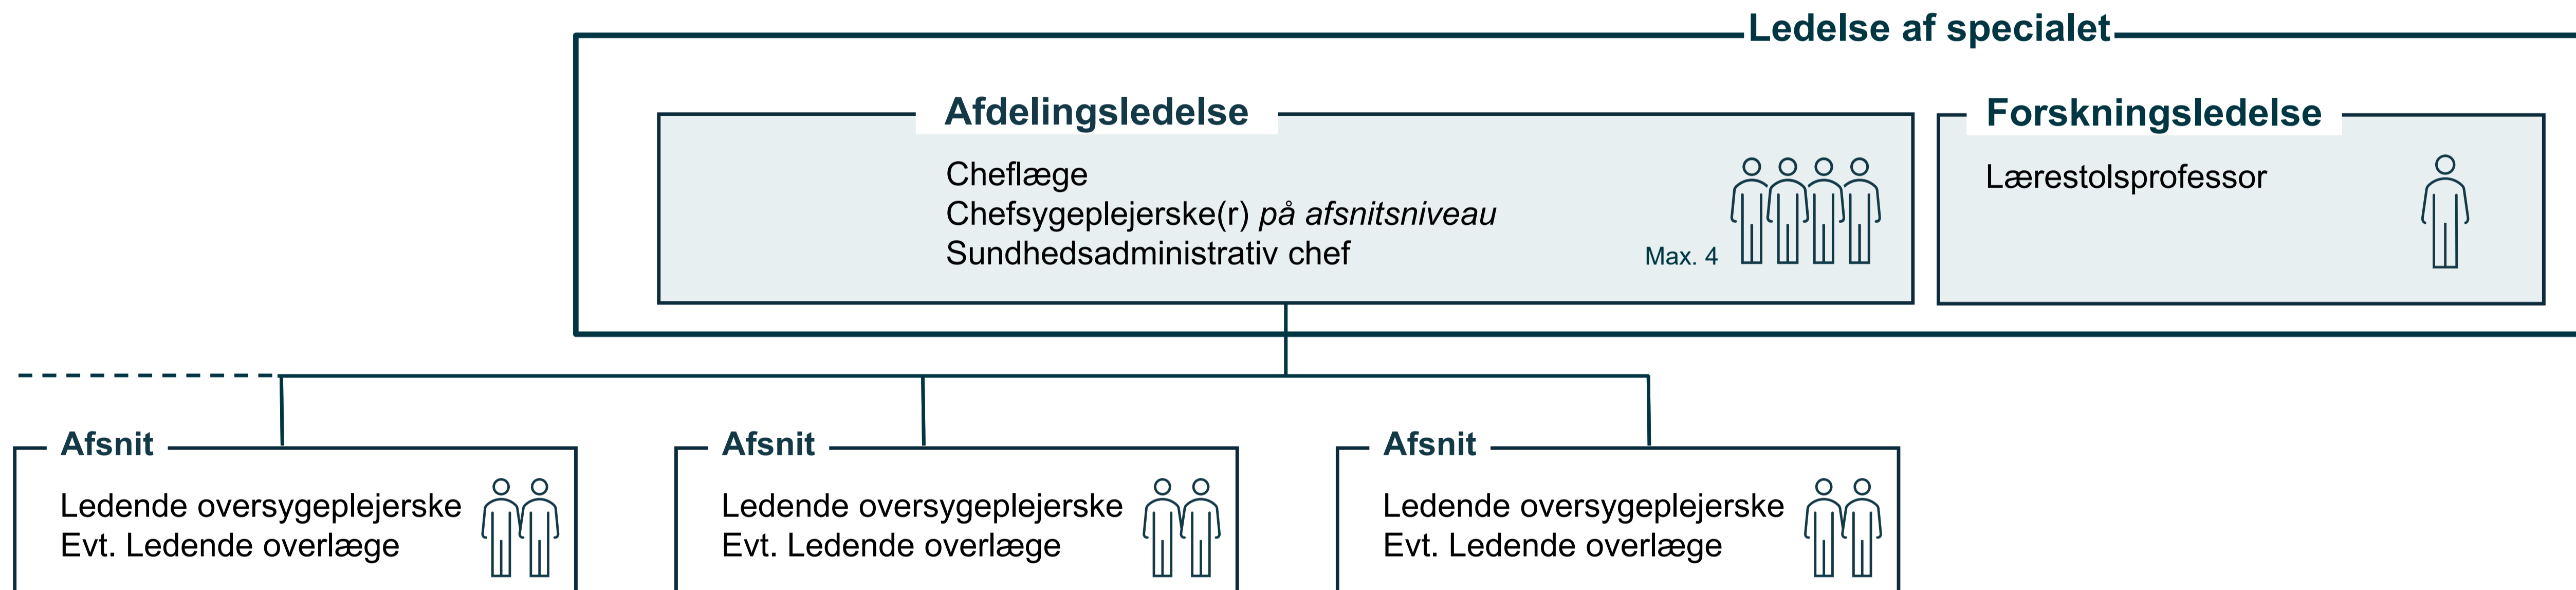 Ledelse af specialet
Afdelingsledelse
Cheflæge
Chefsygeplejerske(r) på afsnitsniveau
Sundhedsadministrativ chef
Max. 4
Forskningsledelse
Lærestolsprofessor
Afsnit
Ledende oversygeplejerske
Evt. Ledende overlæge
Afsnit
Ledende oversygeplejerske
Evt. Ledende overlæge
Afsnit
Ledende oversygeplejerske
Evt. Ledende overlæge